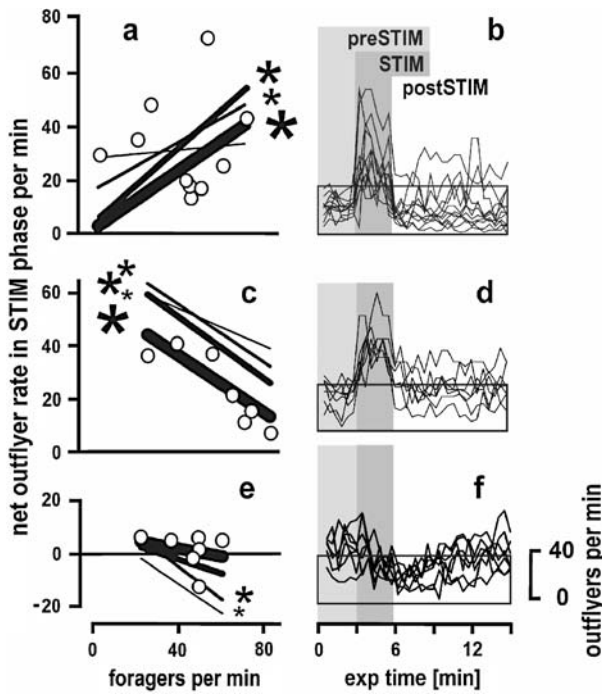 net outflyer rate in STIM phase per min
80
60
40
20
0
a
*
*
*
b
preSTIM
STIM
postSTIM
60
40
20
0
c
*
*
*
*
d
20
0
-20
e
*
*
f
40
0
outflyers per min
0 40 80
foragers per min
0 6 12
exp time [min]